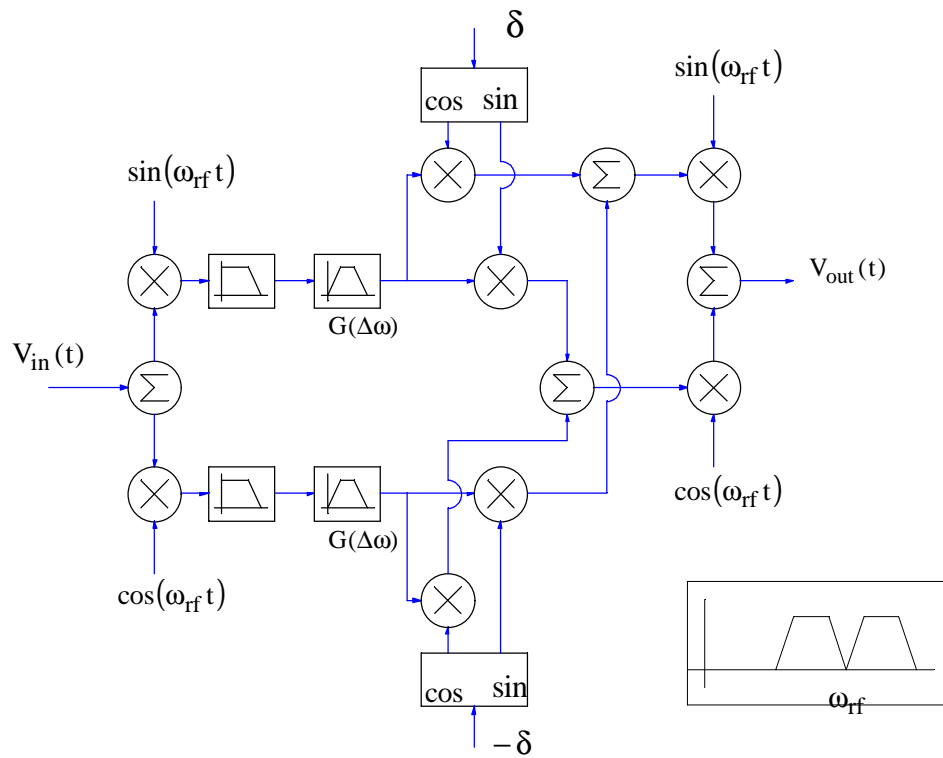 δ
cos sin
sin(ω_rf t)
Σ
sin(ω_rf t)
V_out(t)
Σ
G(Δω)
V_in(t)
Σ
Σ
cos(ω_rf t)
G(Δω)
cos(ω_rf t)
cos sin
ω_rf
−δ